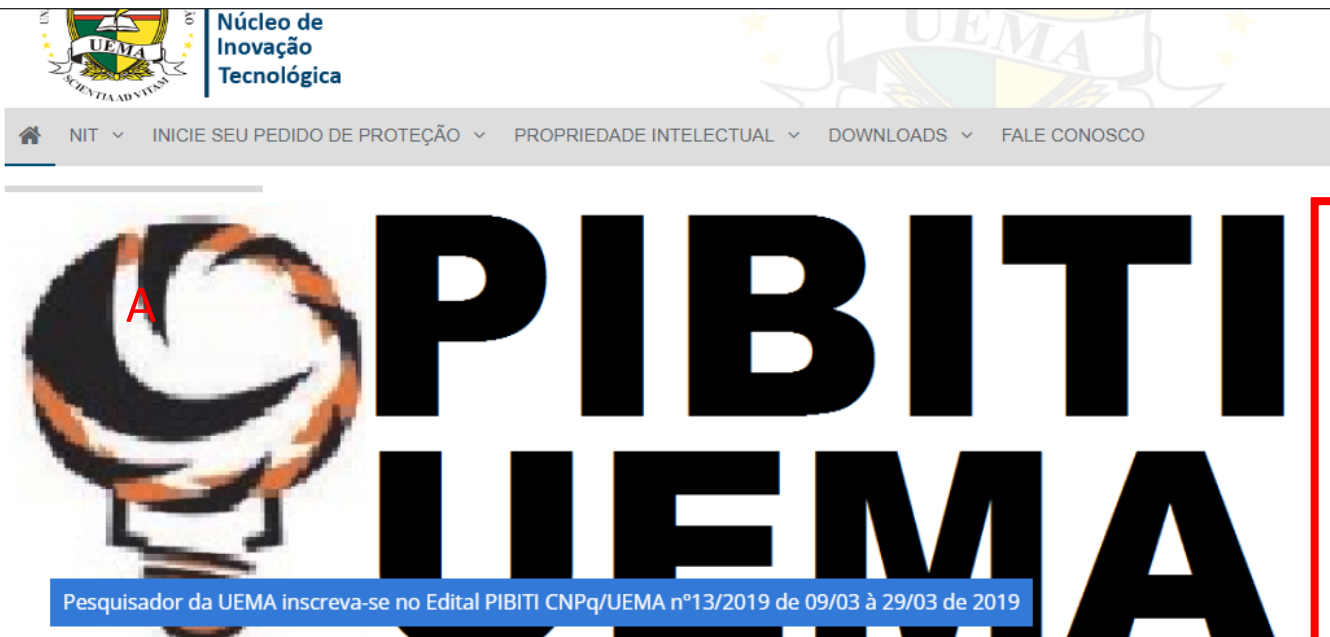 Núcleo de
Inovação
Tecnológica
UEMA
SCIENTIA AD VITAM
UEMA
NIT INICIE SEU PEDIDO DE PROTEÇÃO PROPRIEDADE INTELECTUAL DOWNLOADS FALE CONOSCO
PIBITI
A
UEMA
Pesquisador da UEMA inscreva-se no Edital PIBITI CNPq/UEMA n°13/2019 de 09/03 à 29/03 de 2019